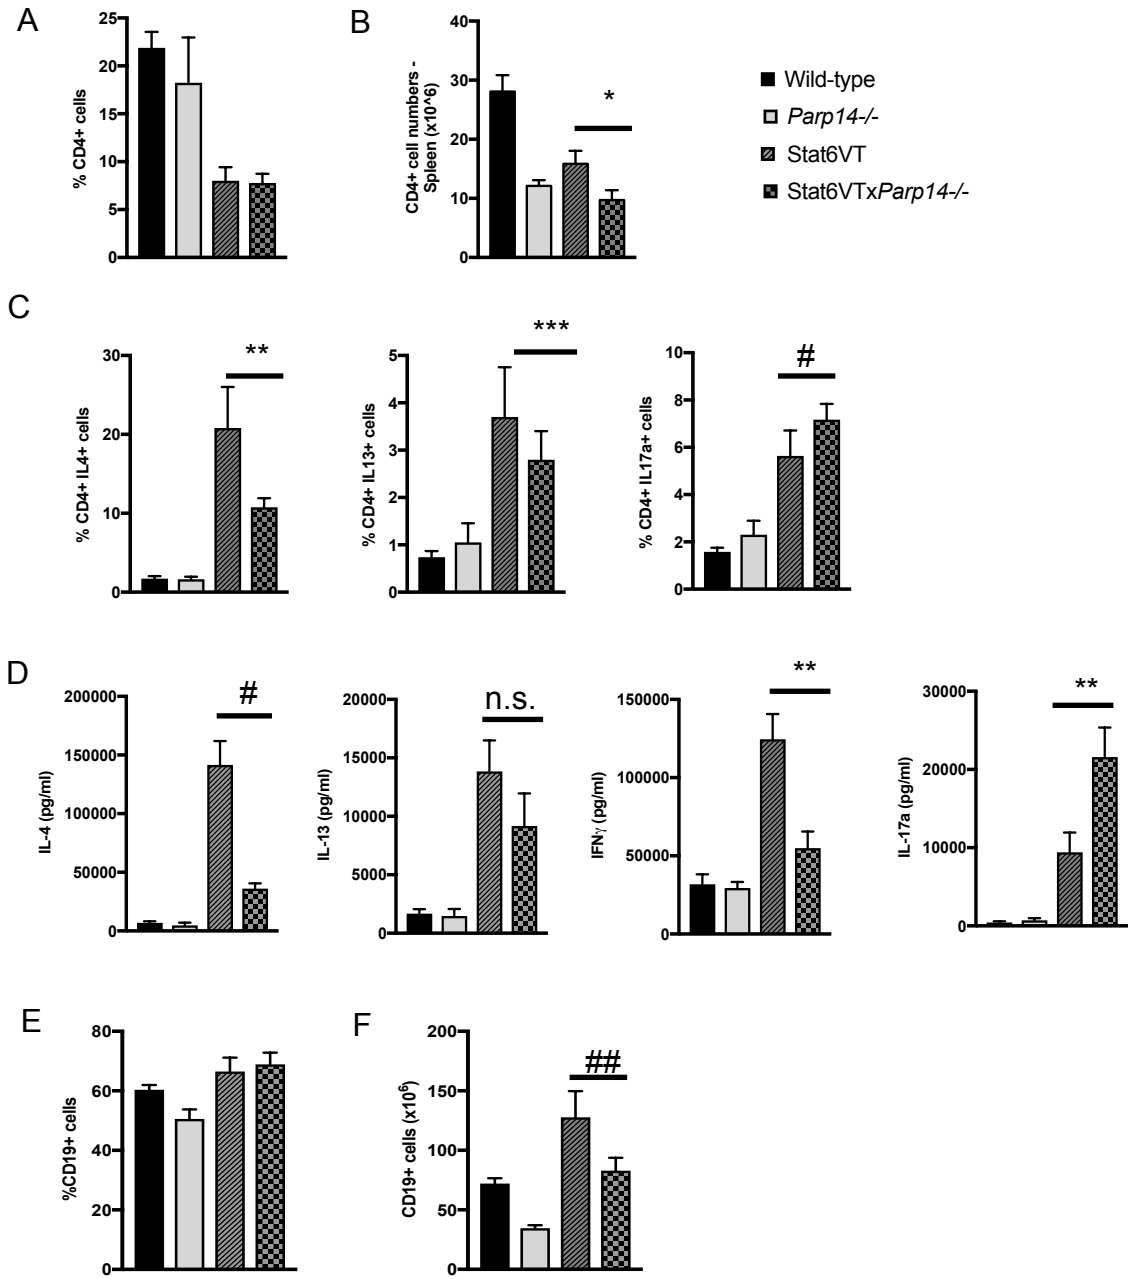 A
25
20
15
10
5
0
% CD4+ cells
B
40
30
20
10
0
CD4+ cell numbers -
Spleen (x10^6)
*
Wild-type
Parp14-/-
Stat6VT
Stat6VTxParp14-/-
C
30
20
10
0
% CD4+ IL4+ cells
**
5
4
3
2
1
0
% CD4+ IL13+ cells
***
10
8
6
4
2
0
% CD4+ IL17a+ cells
#
D
200000
150000
100000
50000
0
IL-4 (pg/ml)
#
20000
15000
10000
5000
0
IL-13 (pg/ml)
n.s.
150000
100000
50000
0
IFNγ (pg/ml)
**
30000
20000
10000
0
IL-17a (pg/ml)
**
E
80
60
40
20
0
%CD19+ cells
F
200
150
100
50
0
CD19+ cells (x10⁶)
##